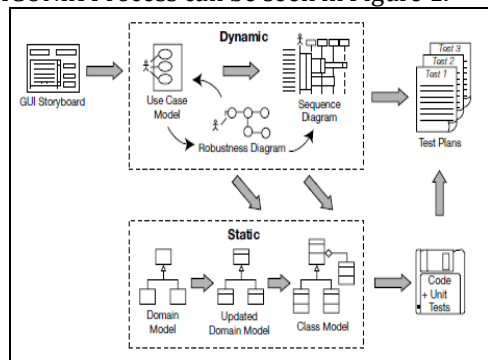 Process can be seen in Figure 1.
Dynamic
GUI Storyboard
Use Case
Model
Robustness Diagram
Sequence
Diagram
Test 3
Test 2
Test 1
Test Plans
Static
Domain
Model
Updated
Domain Model
Class Model
Code
+ Unit
Tests